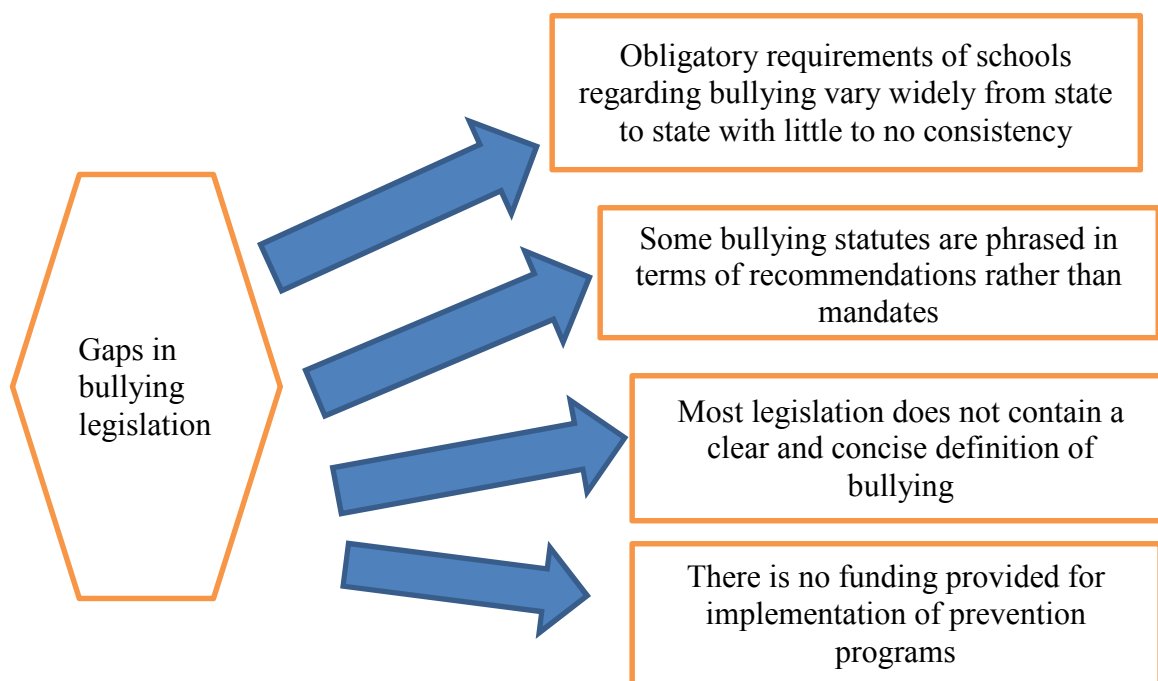 Gaps in
bullying
legislation
Obligatory requirements of schools
regarding bullying vary widely from state
to state with little to no consistency
Some bullying statutes are phrased in
terms of recommendations rather than
mandates
Most legislation does not contain a
clear and concise definition of
bullying
There is no funding provided for
implementation of prevention
programs